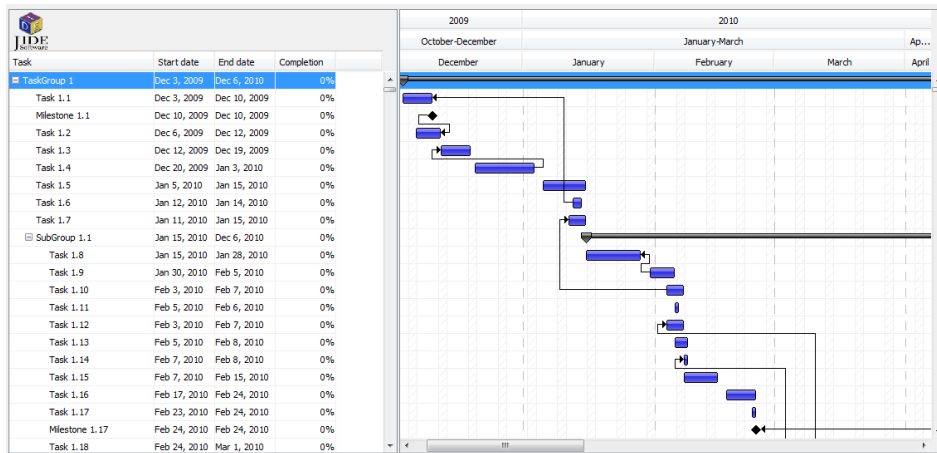 JIDE
Software
2009 2010
October-December January-March Ap...
Task Start date End date Completion December January February March April
TaskGroup 1 Dec 3, 2009 Dec 6, 2010 0%
Task 1.1 Dec 3, 2009 Dec 10, 2009 0%
Milestone 1.1 Dec 10, 2009 Dec 10, 2009 0%
Task 1.2 Dec 6, 2009 Dec 12, 2009 0%
Task 1.3 Dec 12, 2009 Dec 19, 2009 0%
Task 1.4 Dec 20, 2009 Jan 3, 2010 0%
Task 1.5 Jan 5, 2010 Jan 15, 2010 0%
Task 1.6 Jan 12, 2010 Jan 14, 2010 0%
Task 1.7 Jan 11, 2010 Jan 15, 2010 0%
SubGroup 1.1 Jan 15, 2010 Dec 6, 2010 0%
Task 1.8 Jan 15, 2010 Jan 28, 2010 0%
Task 1.9 Jan 30, 2010 Feb 5, 2010 0%
Task 1.10 Feb 3, 2010 Feb 7, 2010 0%
Task 1.11 Feb 5, 2010 Feb 6, 2010 0%
Task 1.12 Feb 3, 2010 Feb 7, 2010 0%
Task 1.13 Feb 5, 2010 Feb 8, 2010 0%
Task 1.14 Feb 7, 2010 Feb 8, 2010 0%
Task 1.15 Feb 7, 2010 Feb 15, 2010 0%
Task 1.16 Feb 17, 2010 Feb 24, 2010 0%
Task 1.17 Feb 23, 2010 Feb 24, 2010 0%
Milestone 1.17 Feb 24, 2010 Feb 24, 2010 0%
Task 1.18 Feb 24, 2010 Mar 1, 2010 0%